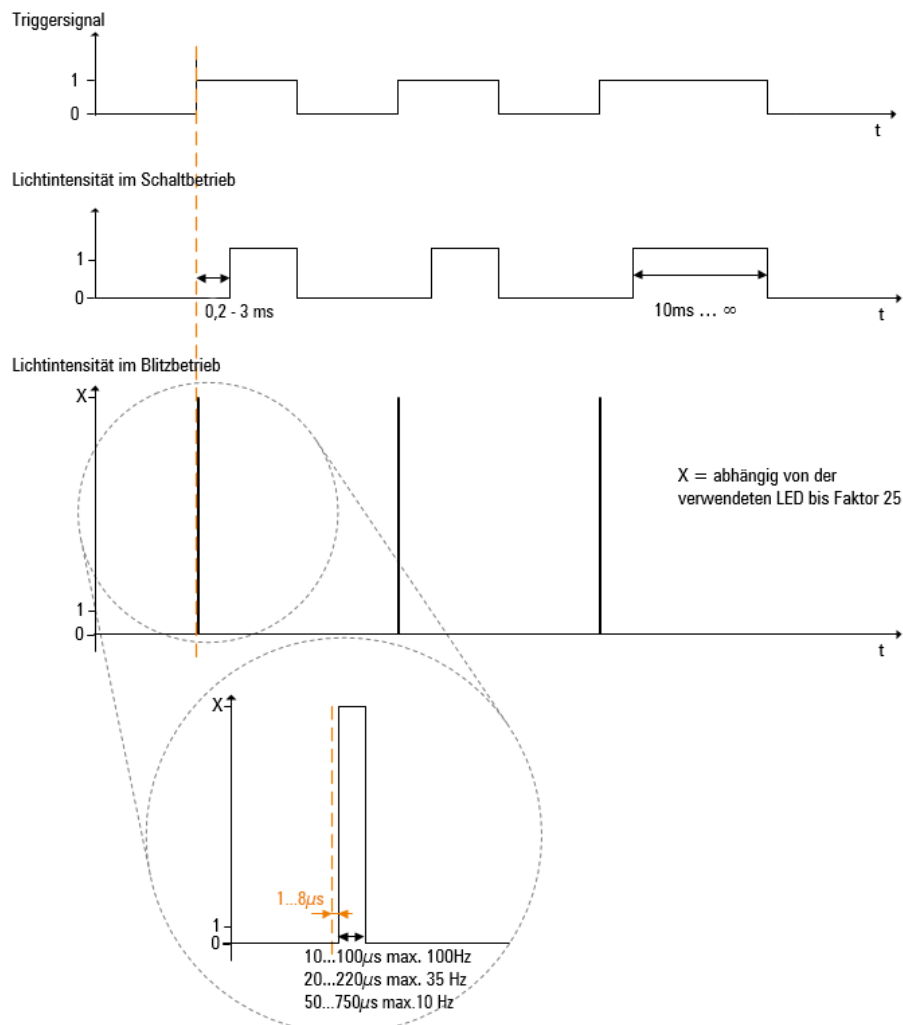 Triggersignal
1
0
t
Lichtintensität im Schaltbetrieb
1
0
0,2 - 3 ms
10ms ... ∞
t
Lichtintensität im Blitzbetrieb
X
X = abhängig von der
verwendeten LED bis Faktor 25
1
0
t
X
1...8µs
1
0
10...100µs max. 100Hz
20...220µs max. 35 Hz
50...750µs max.10 Hz